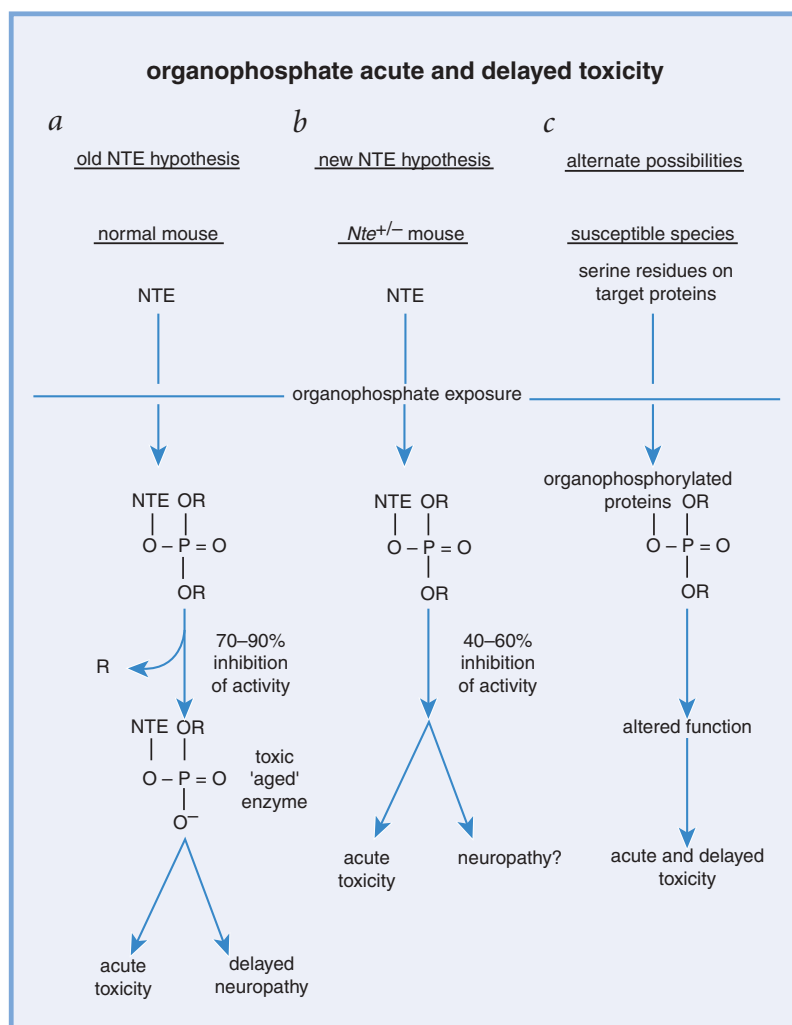 organophosphate acute and delayed toxicity
a
old NTE hypothesis
normal mouse
NTE
b
new NTE hypothesis
Nte+/– mouse
NTE
c
alternate possibilities
susceptible species
serine residues on
target proteins
organophosphate exposure
NTE OR
O – P = O
OR
R
70–90%
inhibition
of activity
NTE OR
O – P = O
O–
toxic
'aged'
enzyme
acute
toxicity
delayed
neuropathy
NTE OR
O – P = O
OR
40–60%
inhibition
of activity
acute
toxicity
neuropathy?
organophosphorylated
proteins OR
O – P = O
OR
altered function
acute and delayed
toxicity